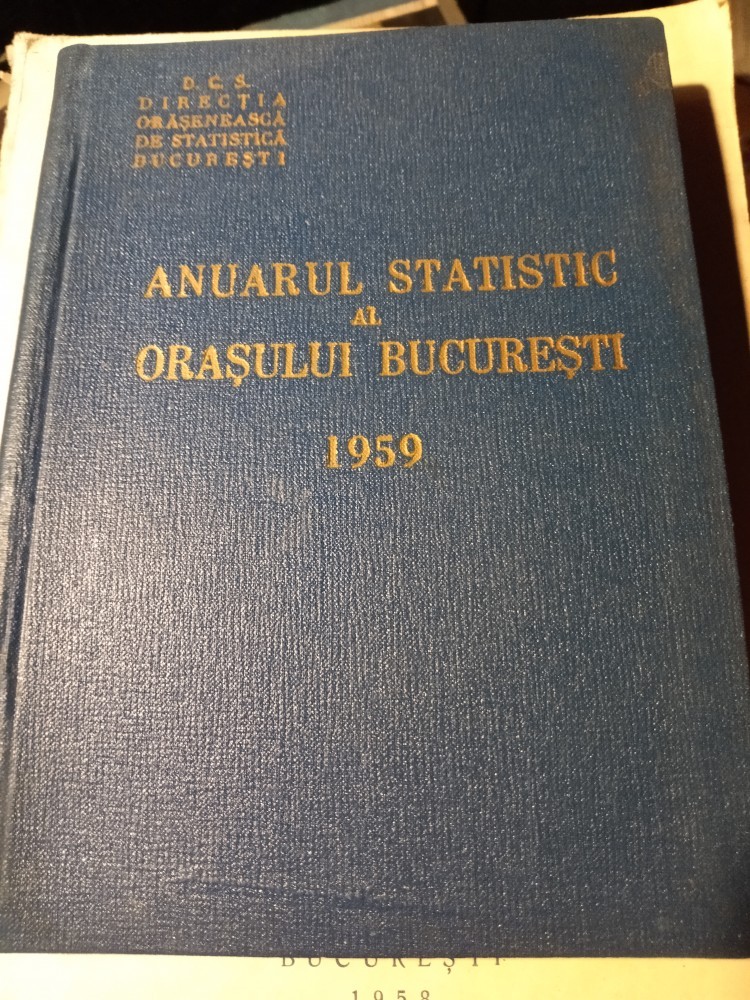 D. C. S.
DIRECȚIA
ORĂȘENEASCĂ
DE STATISTICĂ
BUCUREȘTI
ANUARUL STATISTIC
AL
ORAȘULUI BUCUREȘTI
1959
BUCUREȘTI
1958